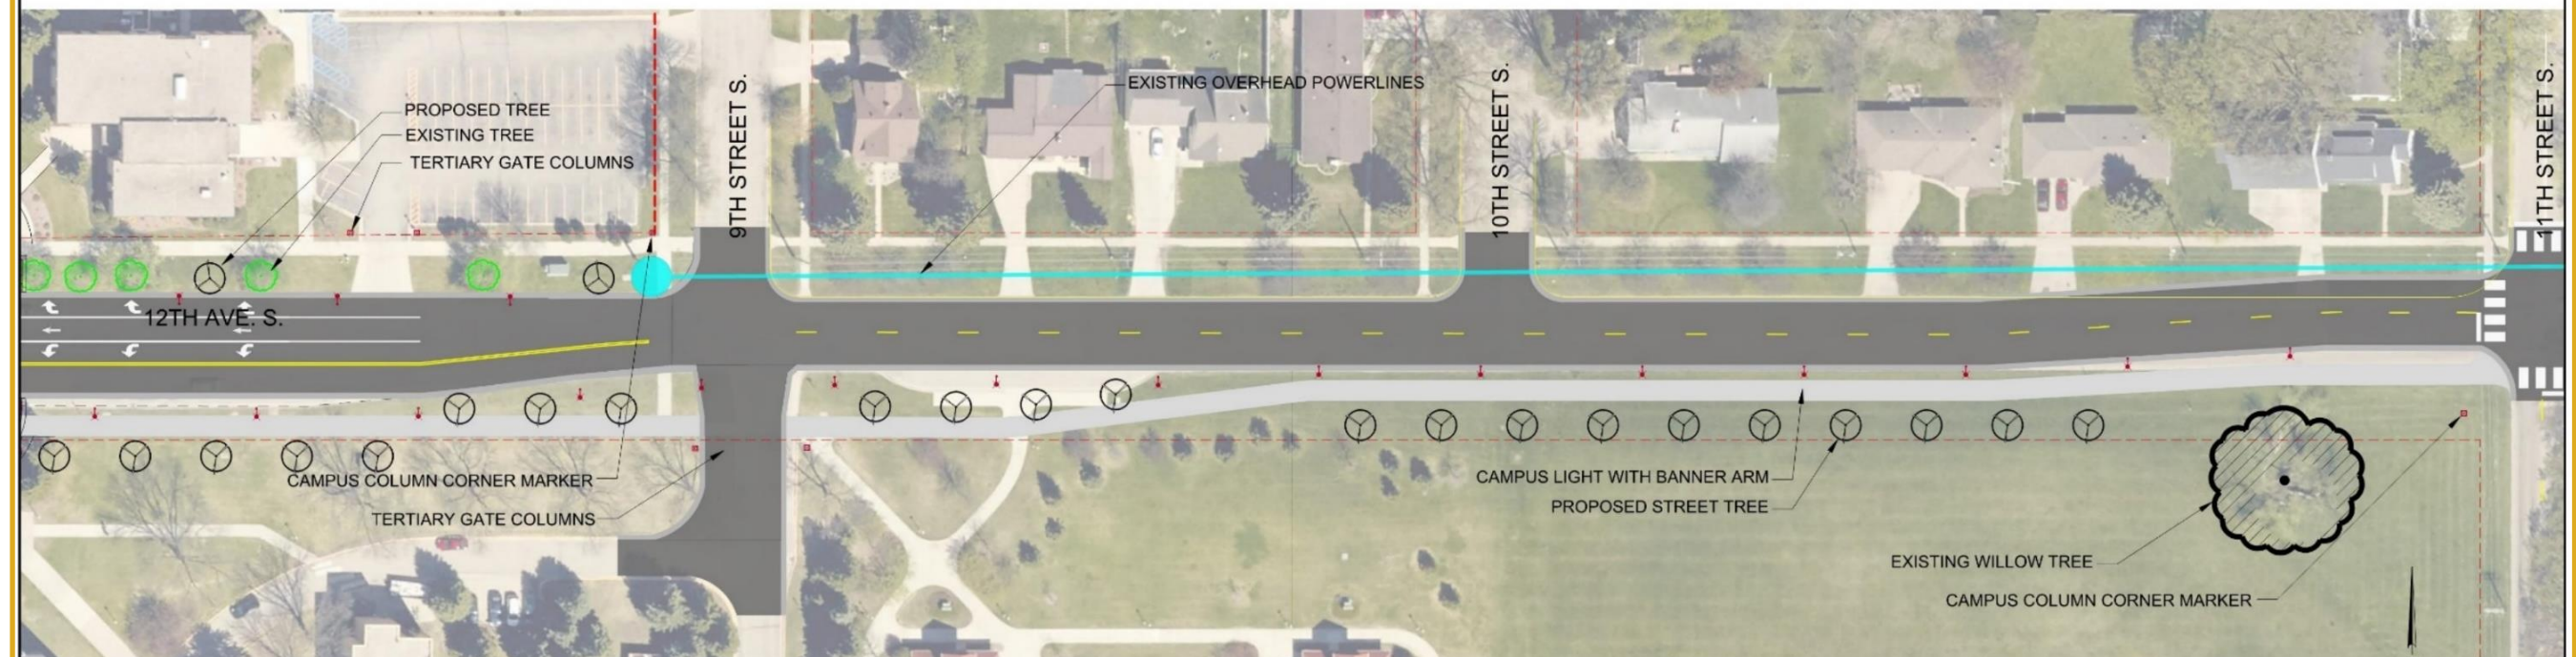 EXISTING OVERHEAD POWERLINES
PROPOSED TREE
EXISTING TREE
TERTIARY GATE COLUMNS
9TH STREET S.
10TH STREET S.
11TH STREET S.
12TH AVE. S.
CAMPUS COLUMN CORNER MARKER
TERTIARY GATE COLUMNS
CAMPUS LIGHT WITH BANNER ARM
PROPOSED STREET TREE
EXISTING WILLOW TREE
CAMPUS COLUMN CORNER MARKER